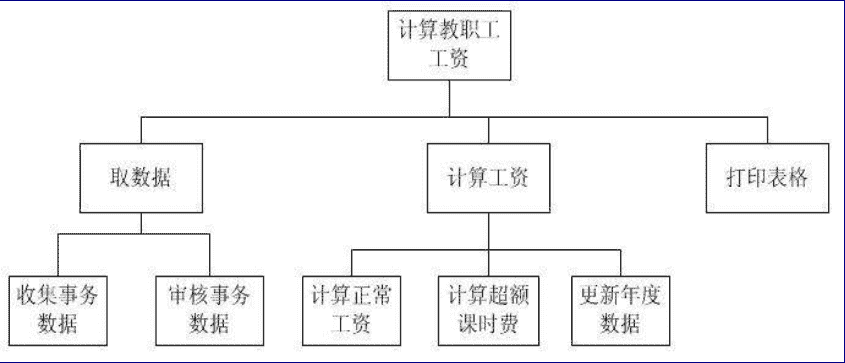 计算教职工
工资
取数据
计算工资
打印表格
收集事务
数据
审核事务
数据
计算正常
工资
计算超额
课时费
更新年度
数据